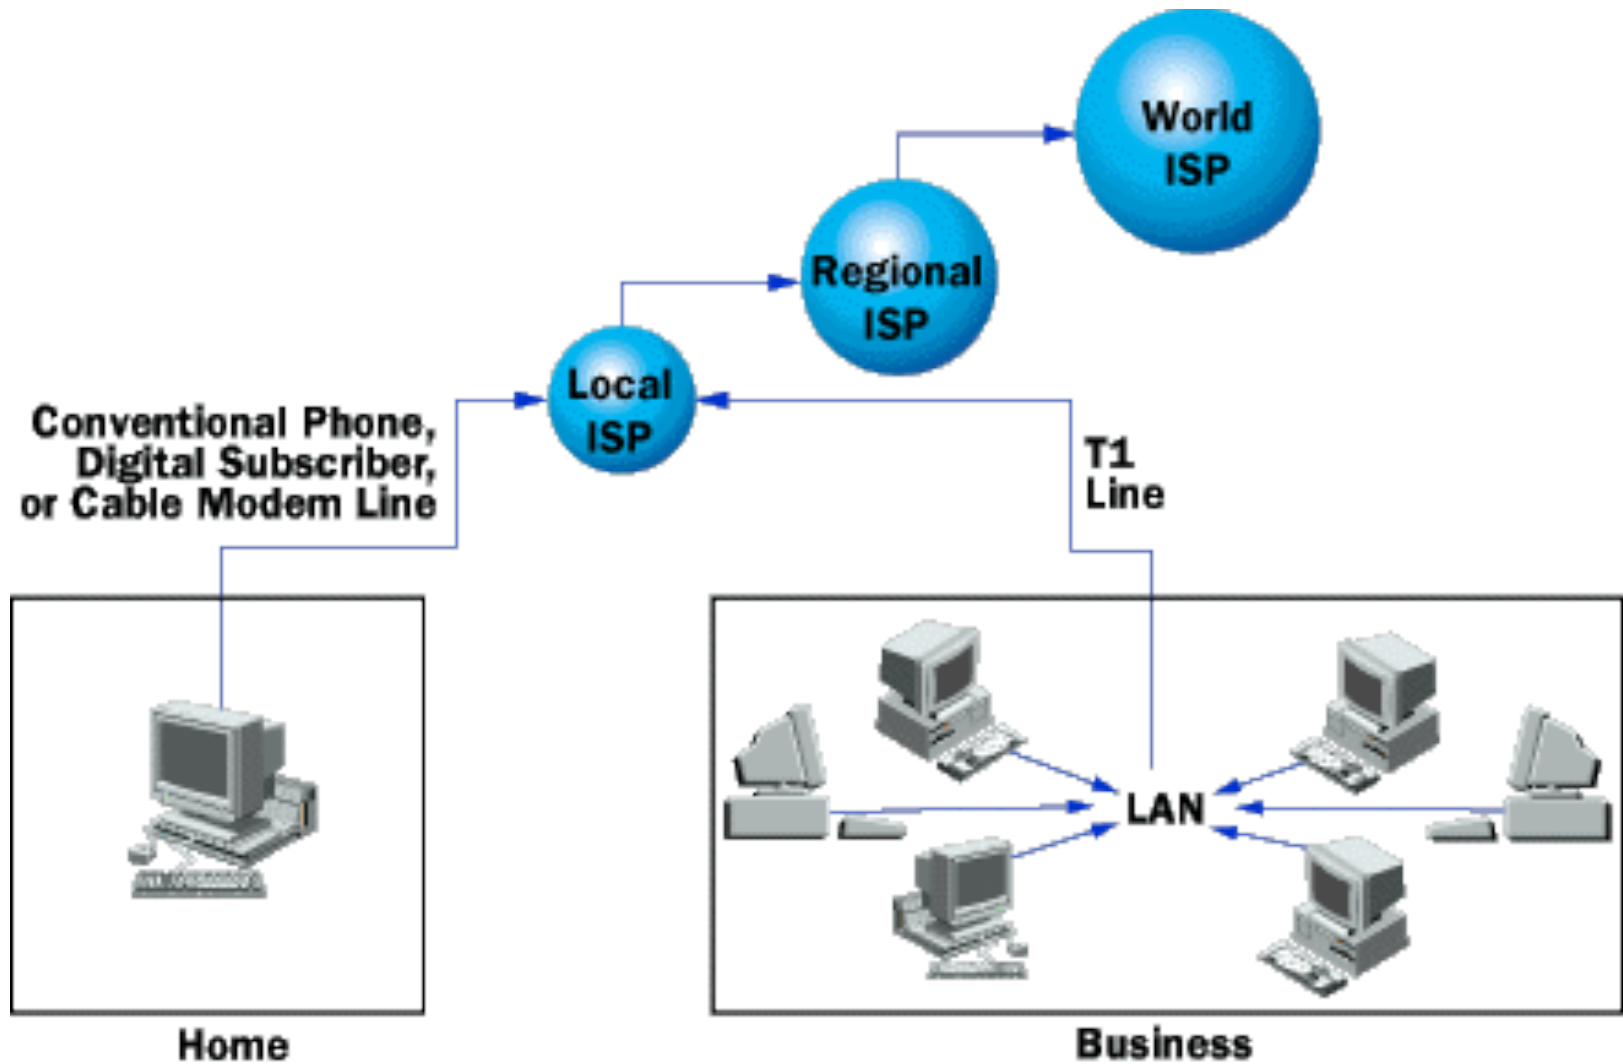 World
ISP
Regional
ISP
Local
ISP
Conventional Phone,
Digital Subscriber,
or Cable Modem Line
T1
Line
LAN
Home
Business